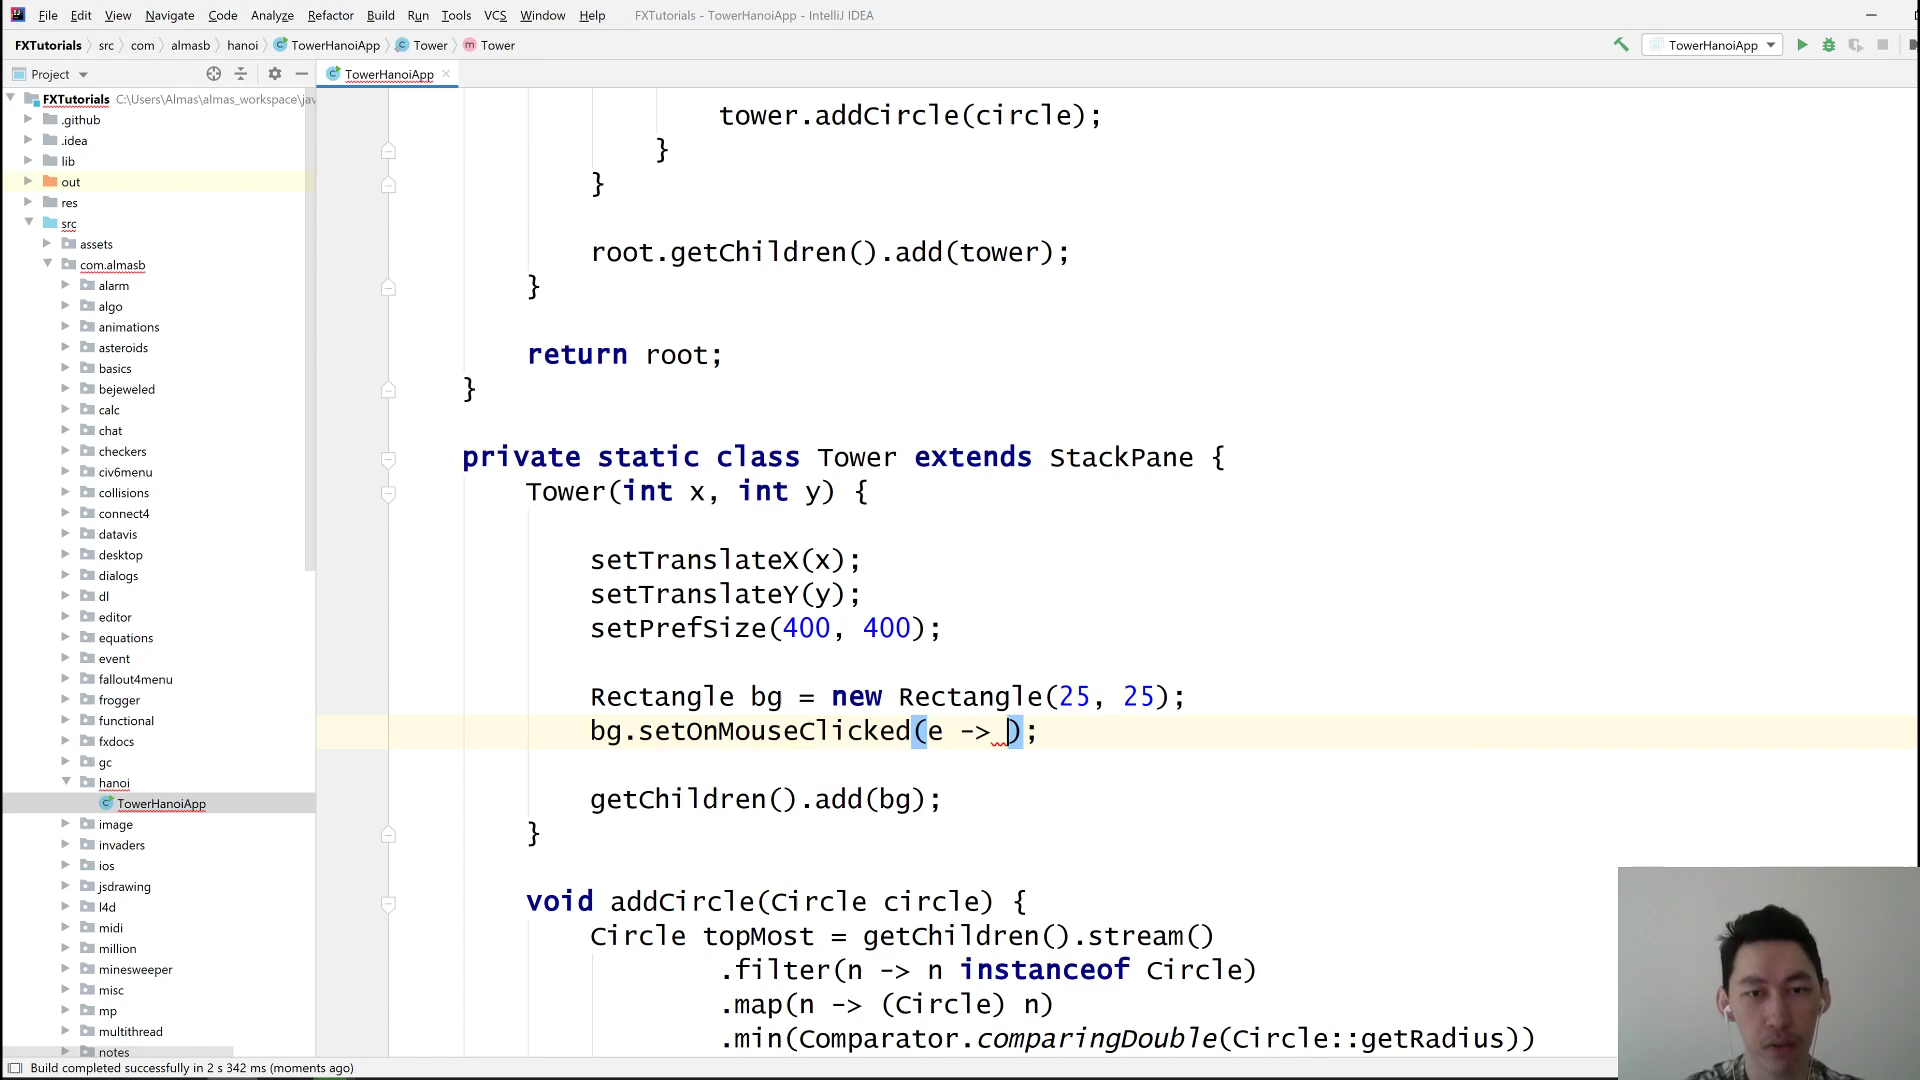 File Edit View Navigate Code Analyze Refactor Build Run Tools VCS Window Help FXTutorials - TowerHanoiApp - IntelliJ IDEA
FXTutorials src com almasb hanoi TowerHanoiApp Tower Tower TowerHanoiApp
Project TowerHanoiApp
FXTutorials C:\Users\Almas\almas_workspace\jav
.github
.idea
lib
out
res
src
assets
com.almasb
alarm
algo
animations
asteroids
basics
bejeweled
calc
chat
checkers
civ6menu
collisions
connect4
datavis
desktop
dialogs
dl
editor
equations
event
fallout4menu
frogger
functional
fxdocs
gc
hanoi
TowerHanoiApp
image
invaders
ios
jsdrawing
l4d
midi
million
minesweeper
misc
mp
multithread
notes
tower.addCircle(circle);
}
}
root.getChildren().add(tower);
}
return root;
}
private static class Tower extends StackPane {
Tower(int x, int y) {
setTranslateX(x);
setTranslateY(y);
setPrefSize(400, 400);
Rectangle bg = new Rectangle(25, 25);
bg.setOnMouseClicked(e -> );
getChildren().add(bg);
}
void addCircle(Circle circle) {
Circle topMost = getChildren().stream()
.filter(n -> n instanceof Circle)
.map(n -> (Circle) n)
.min(Comparator.comparingDouble(Circle::getRadius))
Build completed successfully in 2 s 342 ms (moments ago)